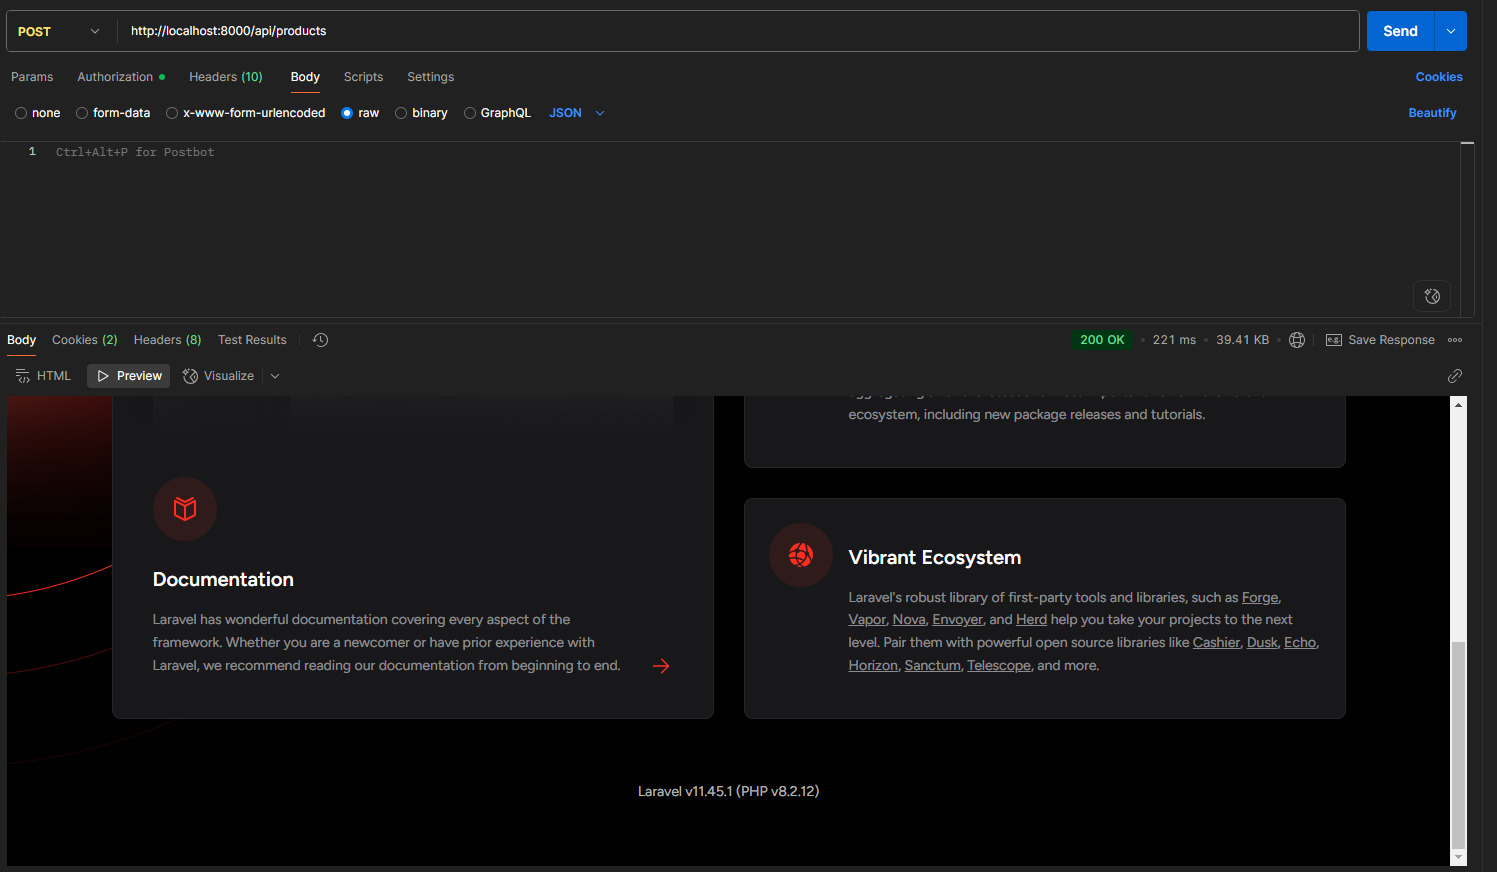 POST http://localhost:8000/api/products Send
Params Authorization Headers (10) Body Scripts Settings Cookies
none form-data x-www-form-urlencoded raw binary GraphQL JSON Beautify
1 Ctrl+Alt+P for Postbot
Body Cookies (2) Headers (8) Test Results 200 OK 221 ms 39.41 KB e.g. Save Response
HTML Preview Visualize
ecosystem, including new package releases and tutorials.
Documentation
Laravel has wonderful documentation covering every aspect of the
framework. Whether you are a newcomer or have prior experience with
Laravel, we recommend reading our documentation from beginning to end.
Vibrant Ecosystem
Laravel's robust library of first-party tools and libraries, such as Forge,
Vapor, Nova, Envoyer, and Herd help you take your projects to the next
level. Pair them with powerful open source libraries like Cashier, Dusk, Echo,
Horizon, Sanctum, Telescope, and more.
Laravel v11.45.1 (PHP v8.2.12)